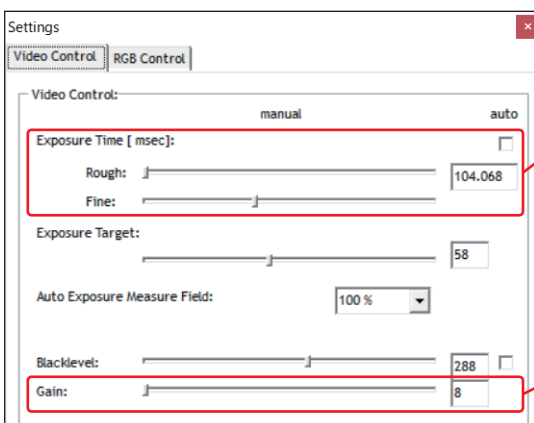 Settings
Video Control RGB Control
Video Control:
manual auto
Exposure Time [ msec]:
Rough: 104.068
Fine:
Exposure Target:
58
Auto Exposure Measure Field: 100 %
Blacklevel: 288
Gain: 8